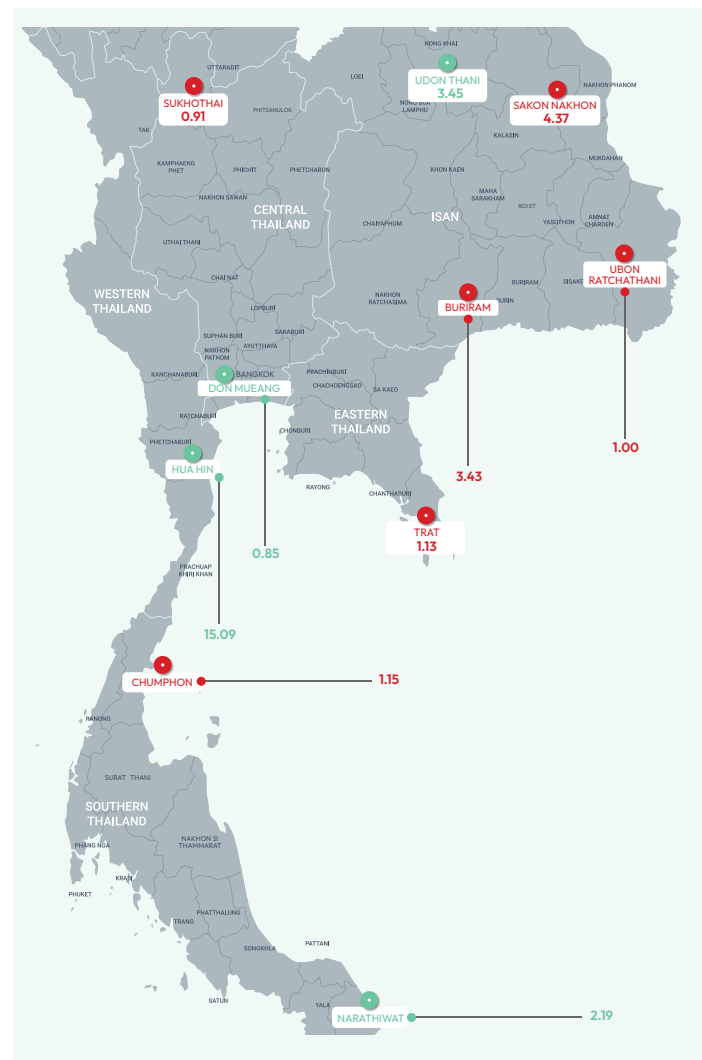 NONG KHAI
UTTARADIT
LOEI
UDON THANI
3.45
NAKHON PHANOM
SUKHOTHAI
0.91
PHITSANULOK
NONG BUA
LAMPHU
SAKON NAKHON
4.37
TAK
KALASIN
KAMPHAENG
PHET
PHICHIT
PHETCHABUN
KHON KAEN
MUKDAHAN
NAKHON SAWAN
MAHA
SARAKHAM
ROI ET
CENTRAL
THAILAND
ISAN
CHAIYAPHUM
YASOTHON
AMNAT
CHAROEN
UTHAI THANI
CHAI NAT
UBON
RATCHATHANI
WESTERN
THAILAND
NAKHON
RATCHASIMA
BURIRAM
SURIN
BURIRAM
SISAKE
LOPBURI
SUPHAN BURI
SARABURI
AYUTTHAYA
NAKHON
PATHOM
KANCHANABURI
BANGKOK
DON MUEANG
PRACHINBURI
CHACHOENGSAO
SA KAEO
RATCHABURI
EASTERN
THAILAND
CHONBURI
PHETCHABURI
1.00
HUA HIN
3.43
RAYONG
CHANTHABURI
TRAT
1.13
0.85
PRACHUAP
KHIRI KHAN
15.09
CHUMPHON
1.15
RANONG
SURAT THANI
SOUTHERN
THAILAND
NAKHON SI
THAMMARAT
PHANG NGA
KRABI
PHUKET
PHATTHALUNG
TRANG
PATTANI
SONGKHLA
SATUN
YALA
NARATHIWAT
2.19